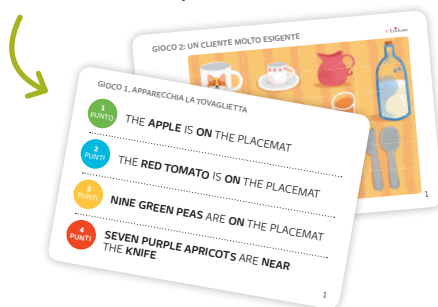 GIOCO 2: UN CLIENTE MOLTO ESIGENTE
1
GIOCO 1. APPARECCHIA LA TOVAGLIETTA
1
PUNTO
THE APPLE IS ON THE PLACEMAT
2
PUNTI
THE RED TOMATO IS ON THE PLACEMAT
3
PUNTI
NINE GREEN PEAS ARE ON THE PLACEMAT
4
PUNTI
SEVEN PURPLE APRICOTS ARE NEAR
THE KNIFE
1